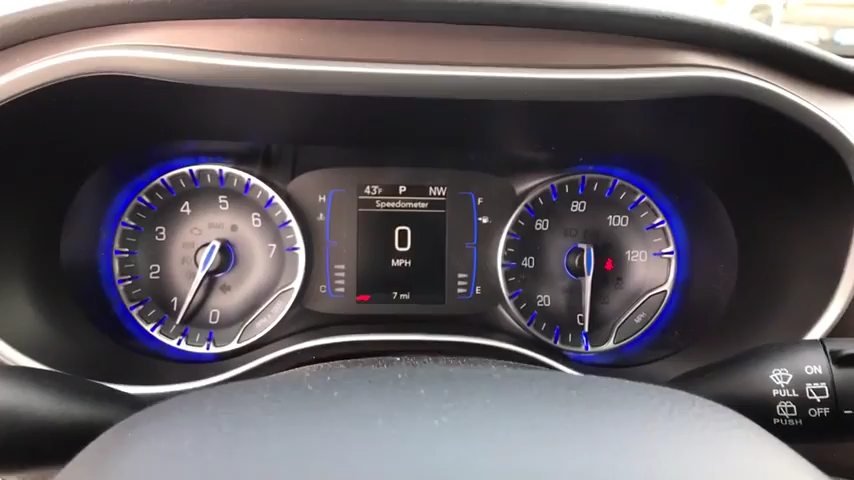 43°F P NW
Speedometer
0
MPH
7 mi
H
C
F
E
0
1
2
3
4
5
6
7
0
20
40
60
80
100
120
MPH
ON
PULL
OFF
PUSH